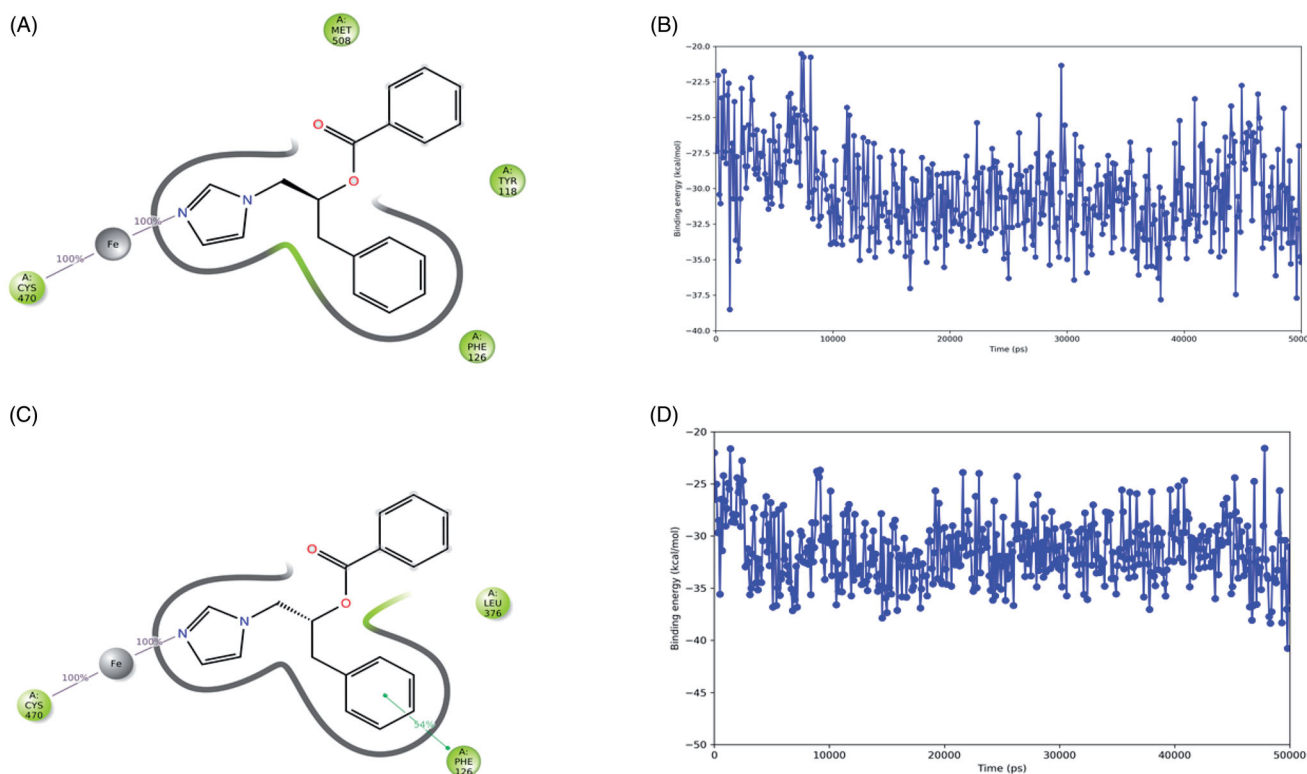 (A)
A:
MET
508
O
O
A:
TYR
118
N
N
100%
Fe
100%
A:
CYS
470
A:
PHE
126
(B)
−20.0
−22.5
−25.0
−27.5
−30.0
−32.5
−35.0
−37.5
−40.0
Binding energy (kcal/mol)
0 10000 20000 30000 40000 5000
Time (ps)
(C)
O
O
A:
LEU
376
N
N
100%
Fe
100%
A:
CYS
470
54%
A:
PHE
126
(D)
−20
−25
−30
−35
−40
−45
−50
Binding energy (kcal/mol)
0 10000 20000 30000 40000 50000
Time (ps)